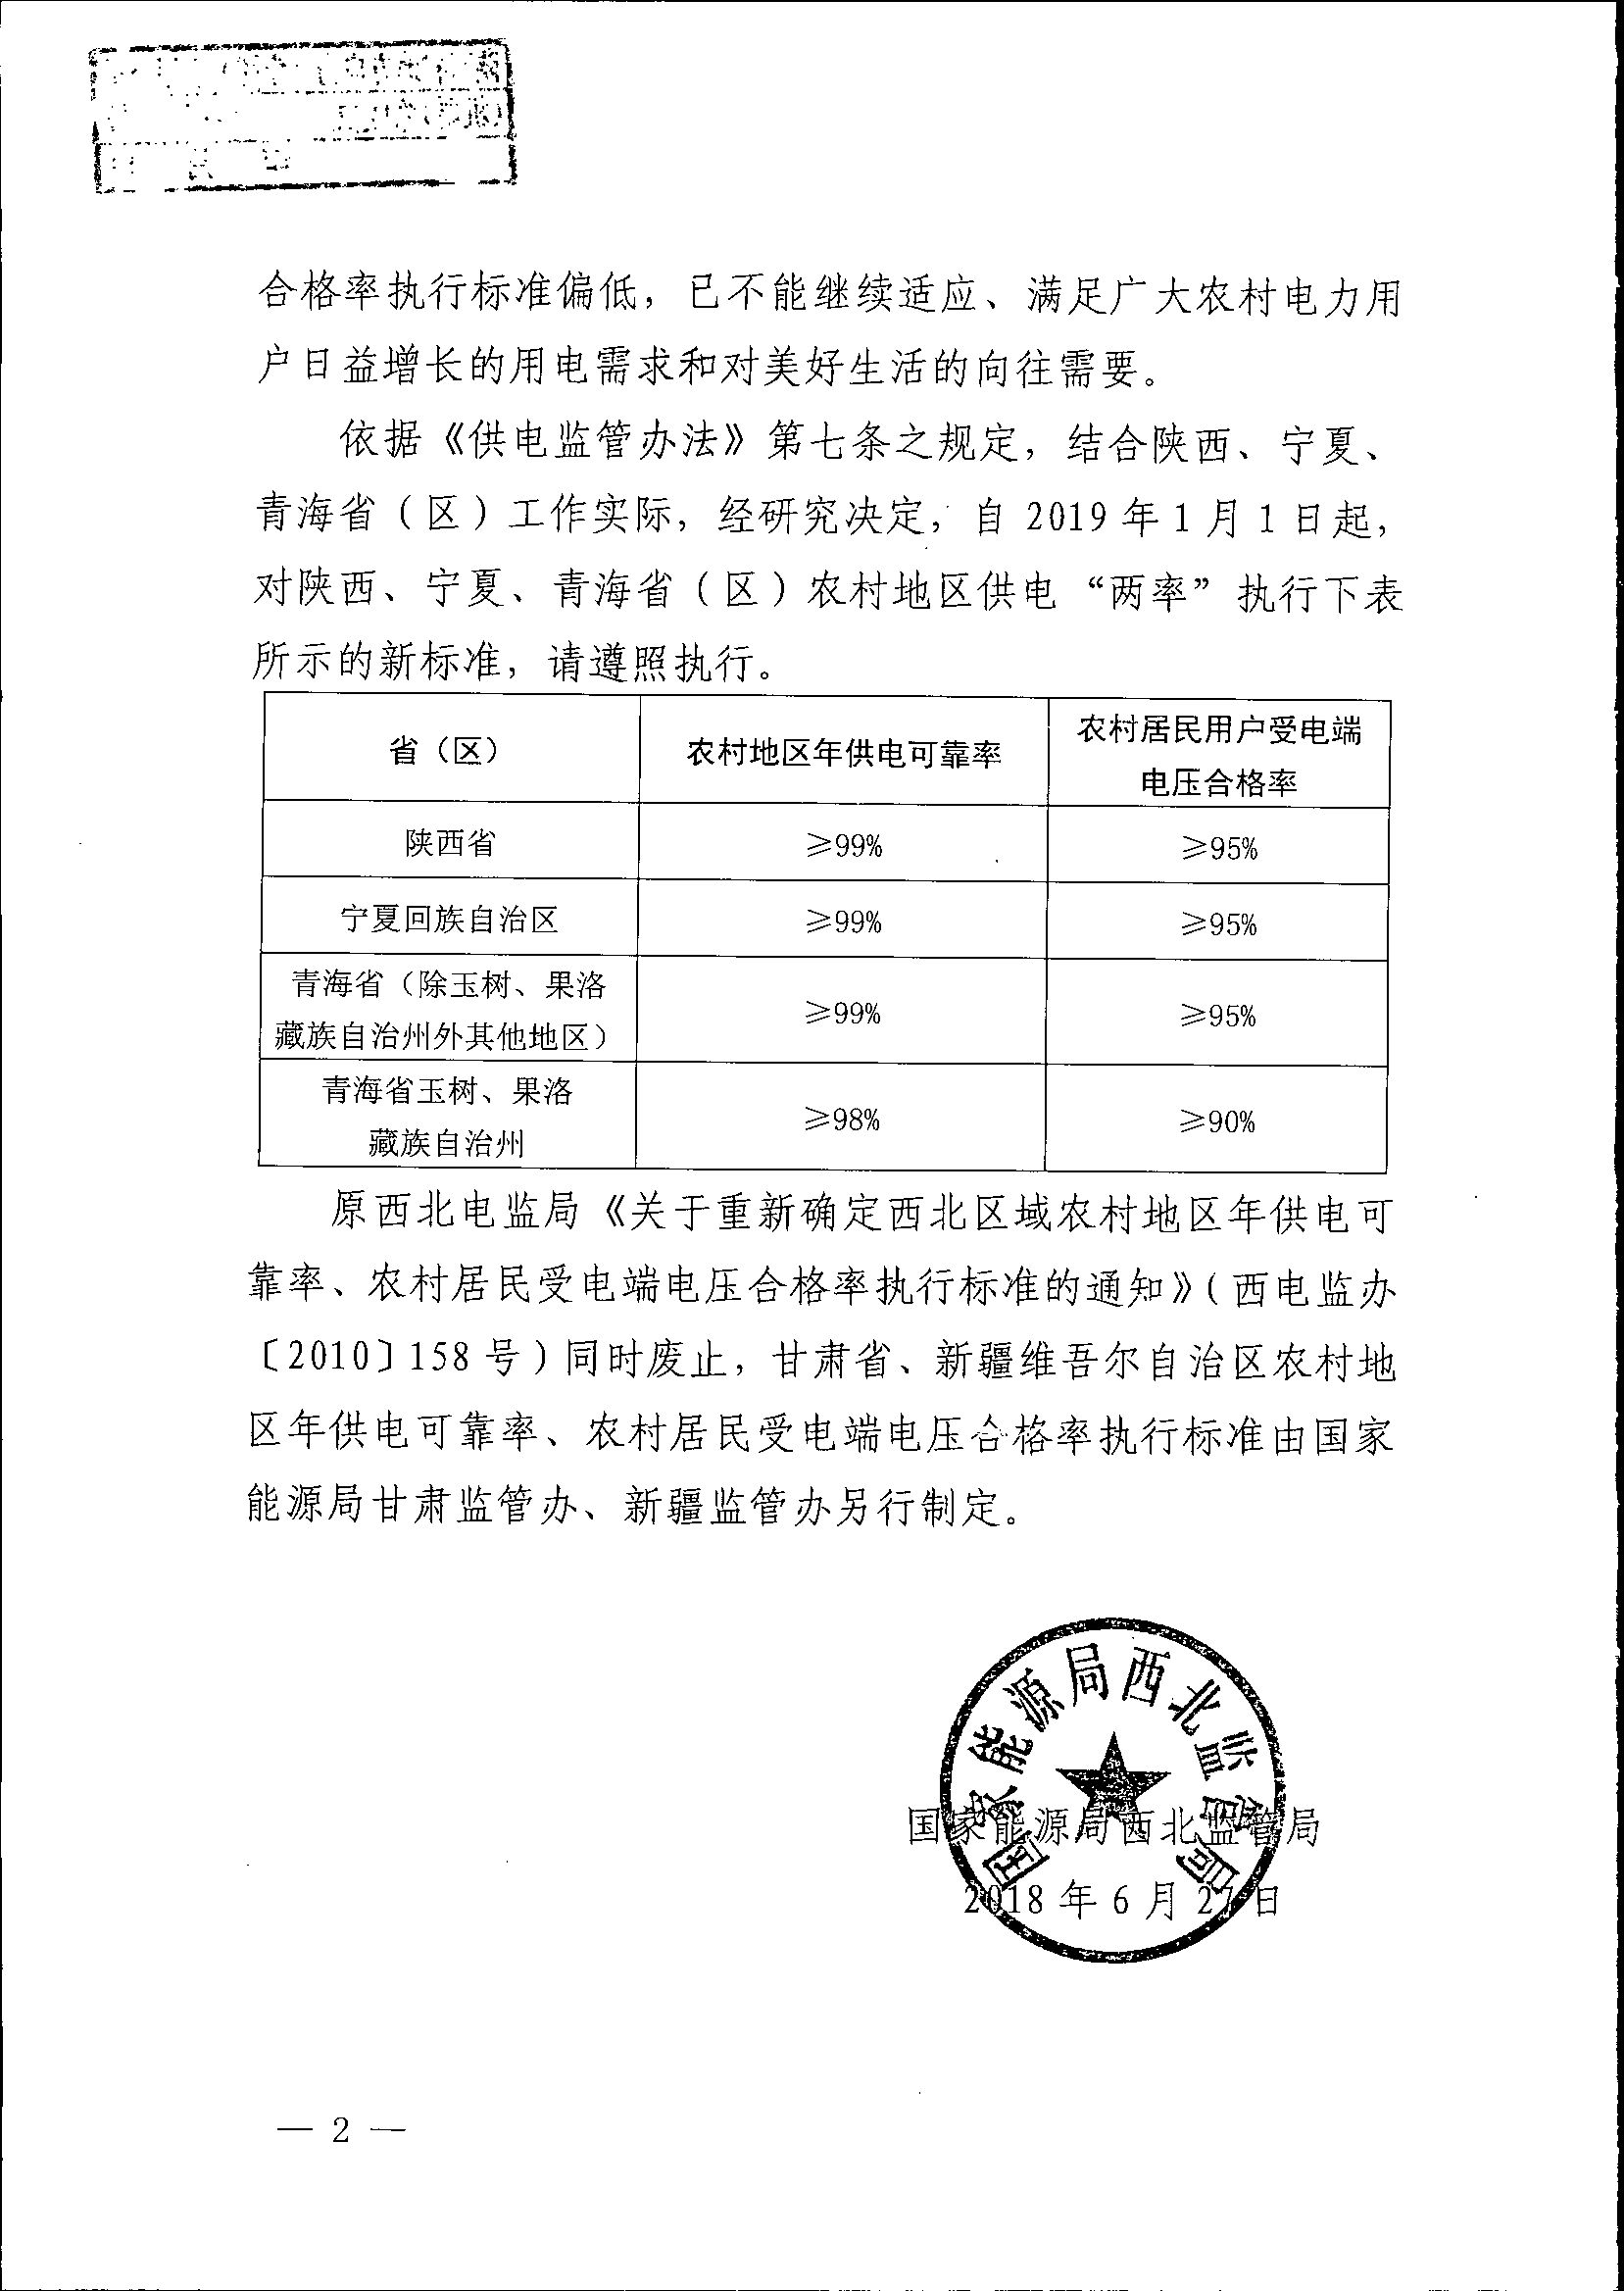 合格率执行标准偏低，已不能继续适应、满足广大农村电力用
户日益增长的用电需求和对美好生活的向往需要。
依据《供电监管办法》第七条之规定，结合陕西、宁夏、
青海省（区）工作实际，经研究决定，自 2019 年 1 月 1 日起，
对陕西、宁夏、青海省（区）农村地区供电“两率”执行下表
所示的新标准，请遵照执行。
省（区） 农村地区年供电可靠率 农村居民用户受电端
电压合格率
陕西省 ≥99% ≥95%
宁夏回族自治区 ≥99% ≥95%
青海省（除玉树、果洛
藏族自治州外其他地区） ≥99% ≥95%
青海省玉树、果洛
藏族自治州 ≥98% ≥90%
原西北电监局《关于重新确定西北区域农村地区年供电可
靠率、农村居民受电端电压合格率执行标准的通知》（西电监办
〔2010〕158 号）同时废止，甘肃省、新疆维吾尔自治区农村地
区年供电可靠率、农村居民受电端电压合格率执行标准由国家
能源局甘肃监管办、新疆监管办另行制定。
国家能源局西北监管局
国家能源局西北监管局
2018 年 6 月 27 日
— 2 —